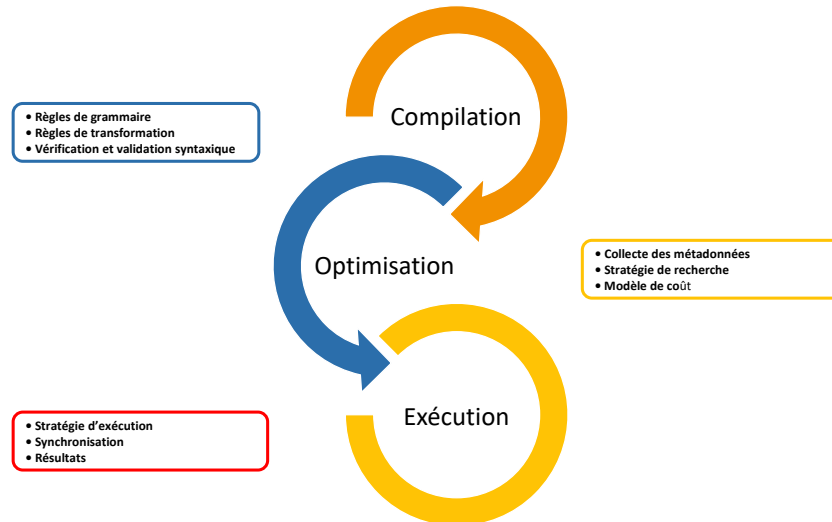 Compilation
• Règles de grammaire
• Règles de transformation
• Vérification et validation syntaxique
Optimisation
• Collecte des métadonnées
• Stratégie de recherche
• Modèle de coût
Exécution
• Stratégie d'exécution
• Synchronisation
• Résultats